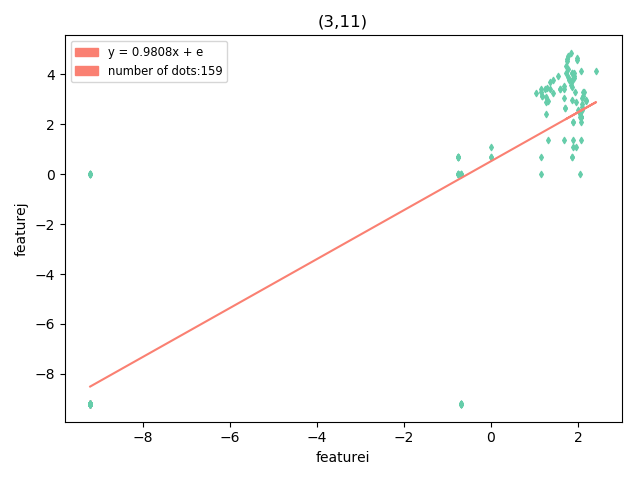 (3,11)
y = 0.9808x + e
number of dots:159
4
2
0
−2
−4
−6
−8
featurej
−8 −6 −4 −2 0 2
featurei